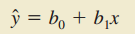 ŷ = b₀ + b₁x